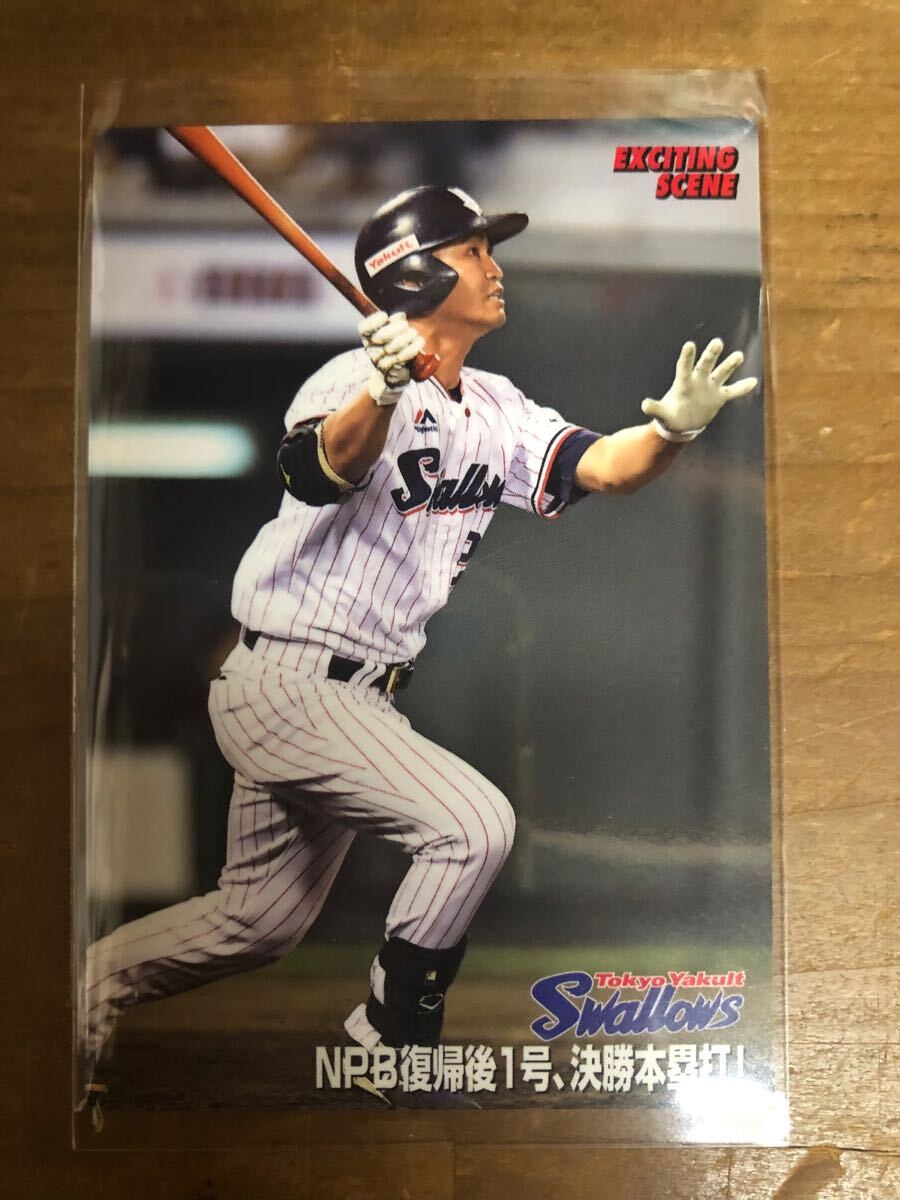 EXCITING
SCENE
Yakult
Majestic
Swallows
Tokyo Yakult
Swallows
NPB復帰後1号、決勝本塁打!